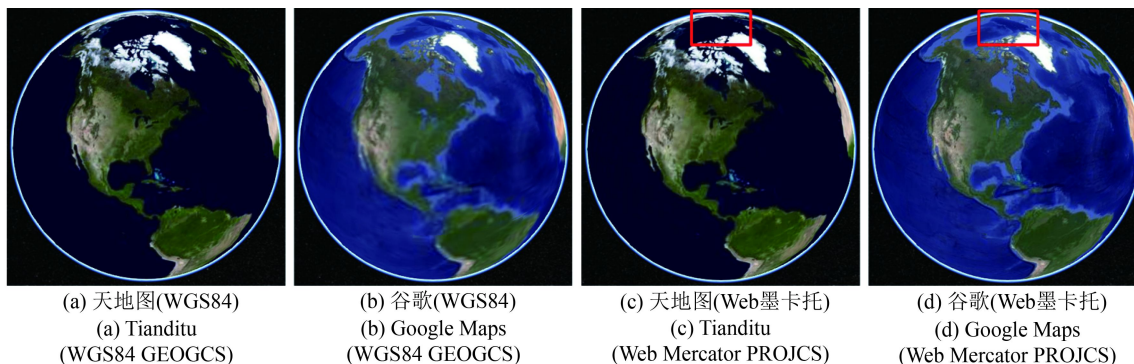 (a) 天地图(WGS84)
(a) Tianditu
(WGS84 GEOGCS)
(b) 谷歌(WGS84)
(b) Google Maps
(WGS84 GEOGCS)
(c) 天地图(Web墨卡托)
(c) Tianditu
(Web Mercator PROJCS)
(d) 谷歌(Web墨卡托)
(d) Google Maps
(Web Mercator PROJCS)